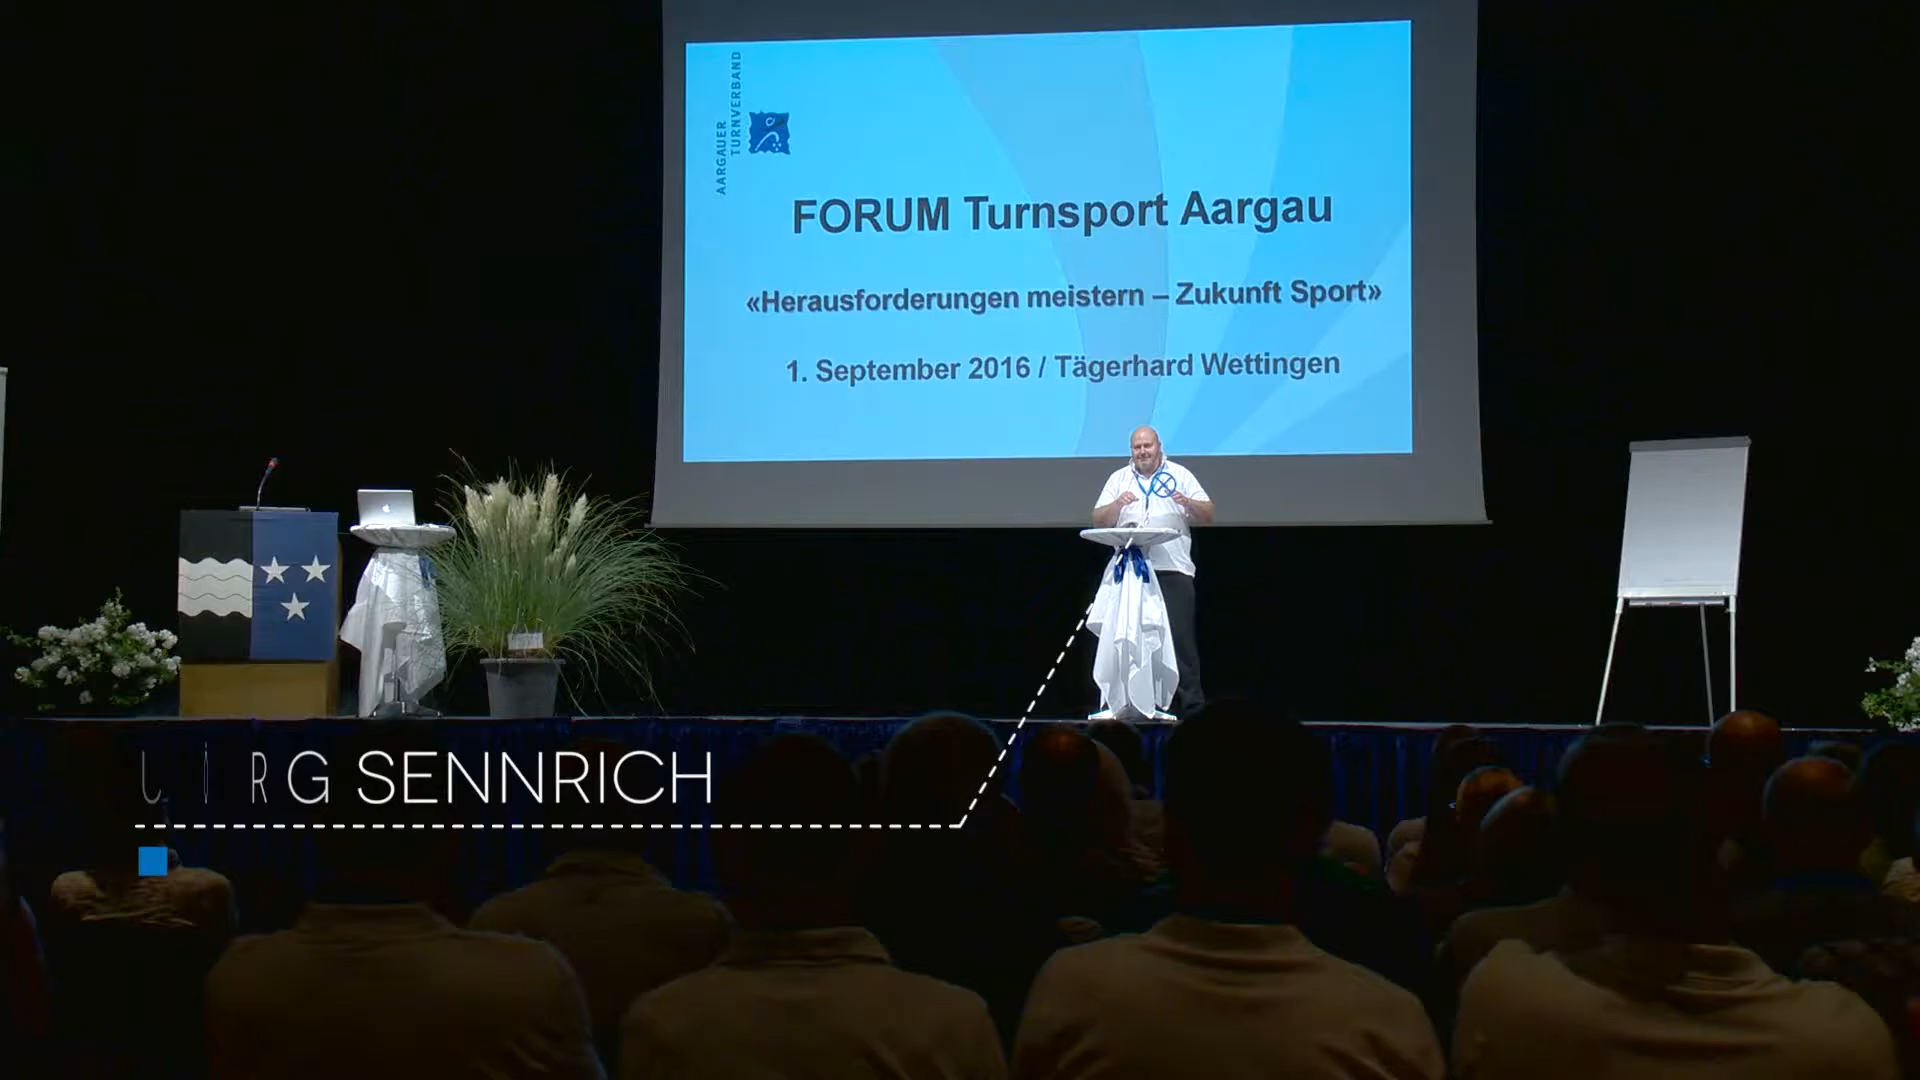 AARGAUER
TURNVERBAND
FORUM Turnsport Aargau
«Herausforderungen meistern – Zukunft Sport»
1. September 2016 / Tägerhard Wettingen
SENNRICH